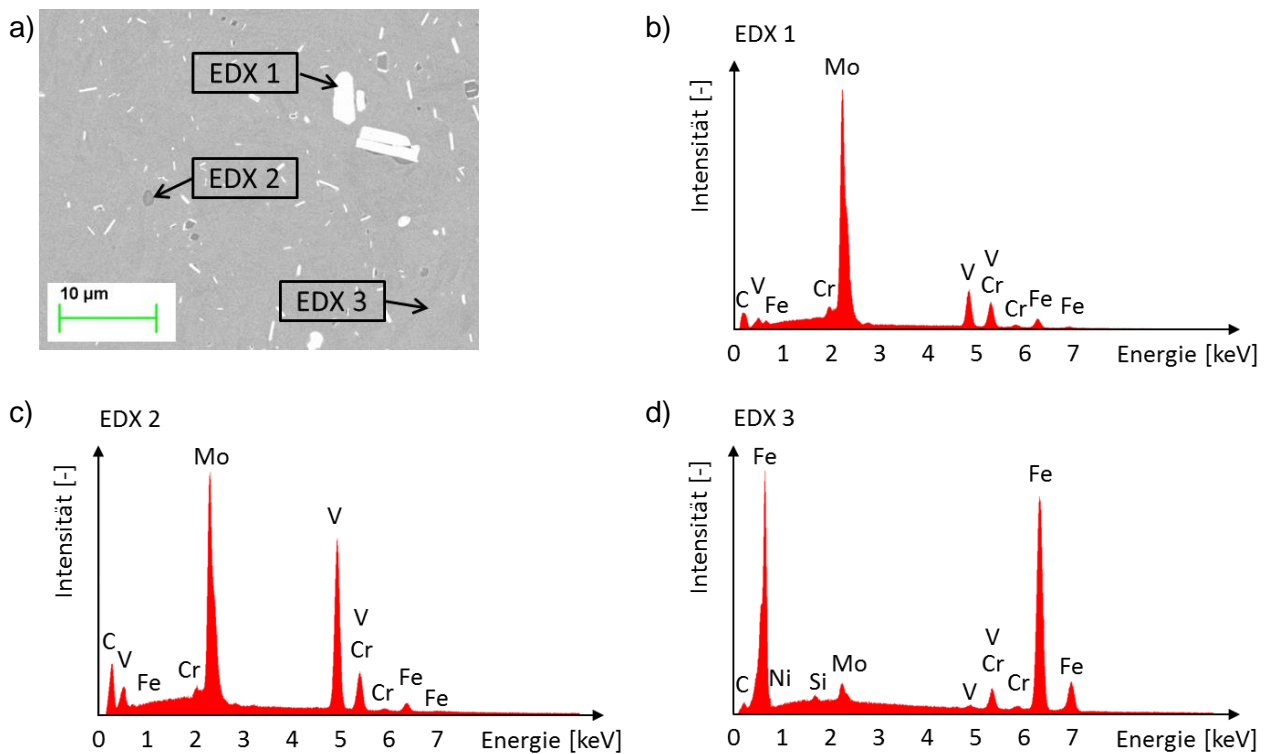 a)
EDX 1
EDX 2
EDX 3
10 µm
b)
EDX 1
Intensität [-]
Mo
C
V
Fe
Cr
V
V
Cr
Cr
Fe
Fe
0 1 2 3 4 5 6 7 Energie [keV]
c)
EDX 2
Intensität [-]
Mo
V
C
V
Fe
Cr
V
Cr
Cr
Fe
Fe
0 1 2 3 4 5 6 7 Energie [keV]
d)
EDX 3
Intensität [-]
Fe
Fe
C
Ni
Si
Mo
V
V
Cr
Cr
Fe
0 1 2 3 4 5 6 7 Energie [keV]